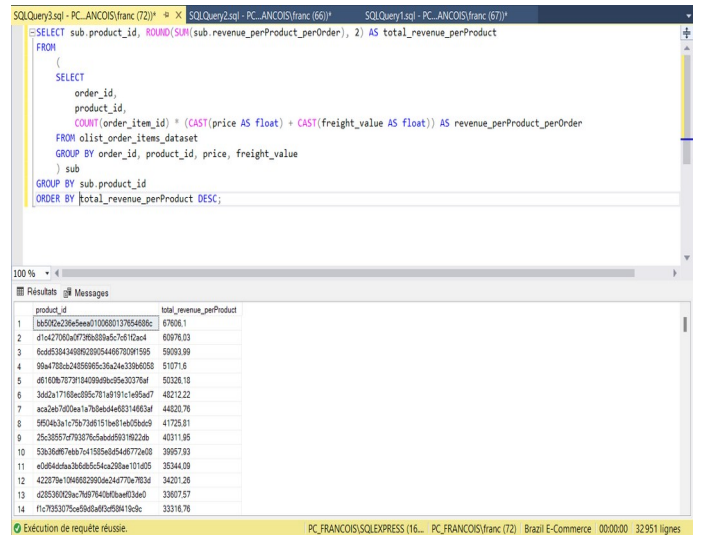 SQLQuery3.sql - PC...ANCOIS\franc (72))* SQLQuery2.sql - PC...ANCOIS\franc (66))* SQLQuery1.sql - PC...ANCOIS\franc (67))*
SELECT sub.product_id, ROUND(SUM(sub.revenue_perProduct_perOrder), 2) AS total_revenue_perProduct
FROM
(
SELECT
order_id,
product_id,
COUNT(order_item_id) * (CAST(price AS float) + CAST(freight_value AS float)) AS revenue_perProduct_perOrder
FROM olist_order_items_dataset
GROUP BY order_id, product_id, price, freight_value
) sub
GROUP BY sub.product_id
ORDER BY total_revenue_perProduct DESC;
100 %
Résultats Messages
product_id total_revenue_perProduct
1 bb50f2e236e5eea0100680137654686c 67606,1
2 d1c427060a0f73f6b889a5c7c61f2ac4 60976,03
3 6cdd53843498f92890544667809f1595 59093,99
4 99a4788cb24856965c36a24e339b6058 51071,6
5 d6160fb7873f184099d9bc95e30376af 50326,18
6 3dd2a17168ec895c781a9191c1e95ad7 48212,22
7 aca2eb7d00ea1a7b8ebd4e68314663af 44820,76
8 5f504b3a1c75b73d6151be81eb05bdc9 41725,81
9 25c38557cf793876c5abdd5931f922db 40311,95
10 53b36df67ebb7c41585e8d54d6772e08 39957,93
11 e0d64dcfaa3b6db5c54ca298ae101d05 35344,09
12 422879e10f46682990de24d770e7f83d 34201,26
13 d285360f29ac7fd97640bf0baef03de0 33607,57
14 f1c7f353075ce59d8a6f3cf58f419c9c 33316,76
Exécution de requête réussie. PC_FRANCOIS\SQLEXPRESS (16... PC_FRANCOIS\franc (72) Brazil E-Commerce 00:00:00 32 951 lignes